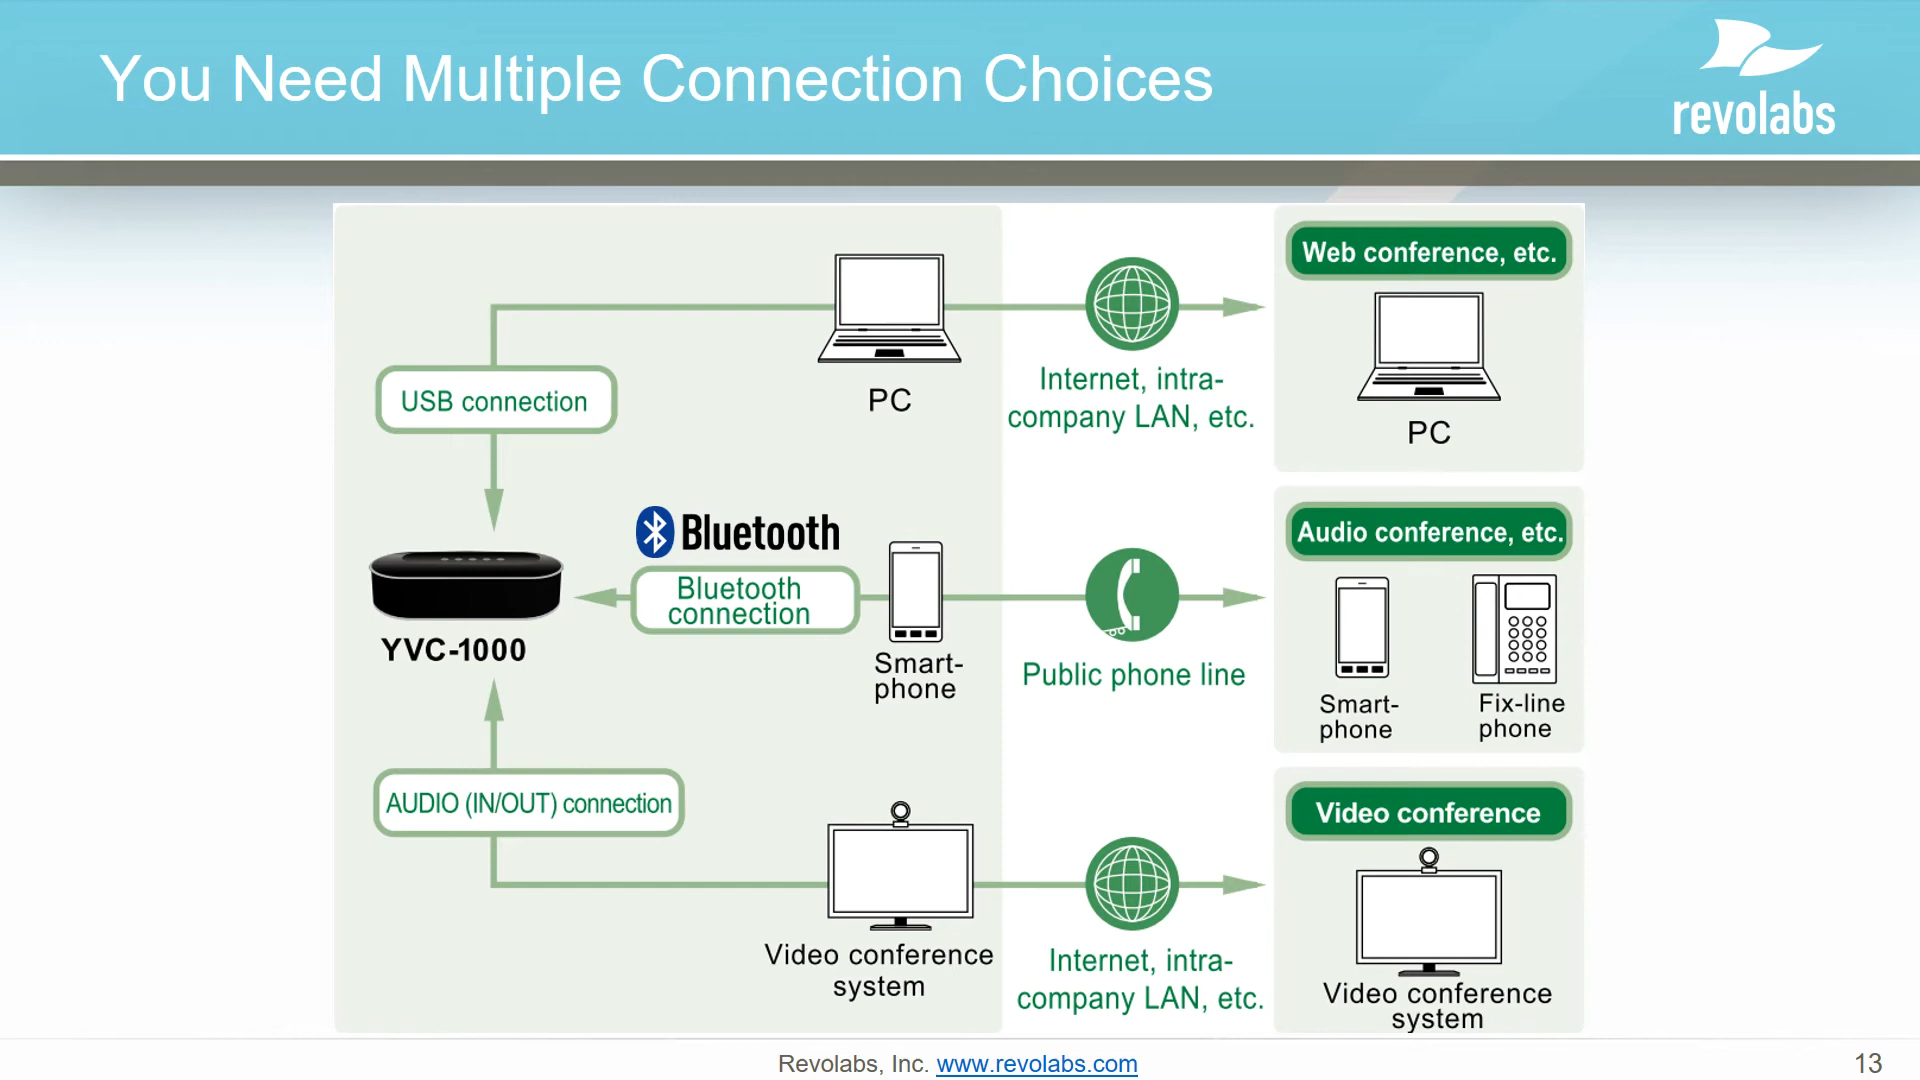 You Need Multiple Connection Choices
revolabs
Web conference, etc.
USB connection
PC
Internet, intra-
company LAN, etc.
PC
Bluetooth
Bluetooth
connection
Audio conference, etc.
YVC-1000
Smart-
phone
Public phone line
Smart-
phone
Fix-line
phone
AUDIO (IN/OUT) connection
Video conference
Video conference
system
Internet, intra-
company LAN, etc.
Video conference
system
Revolabs, Inc. www.revolabs.com
13